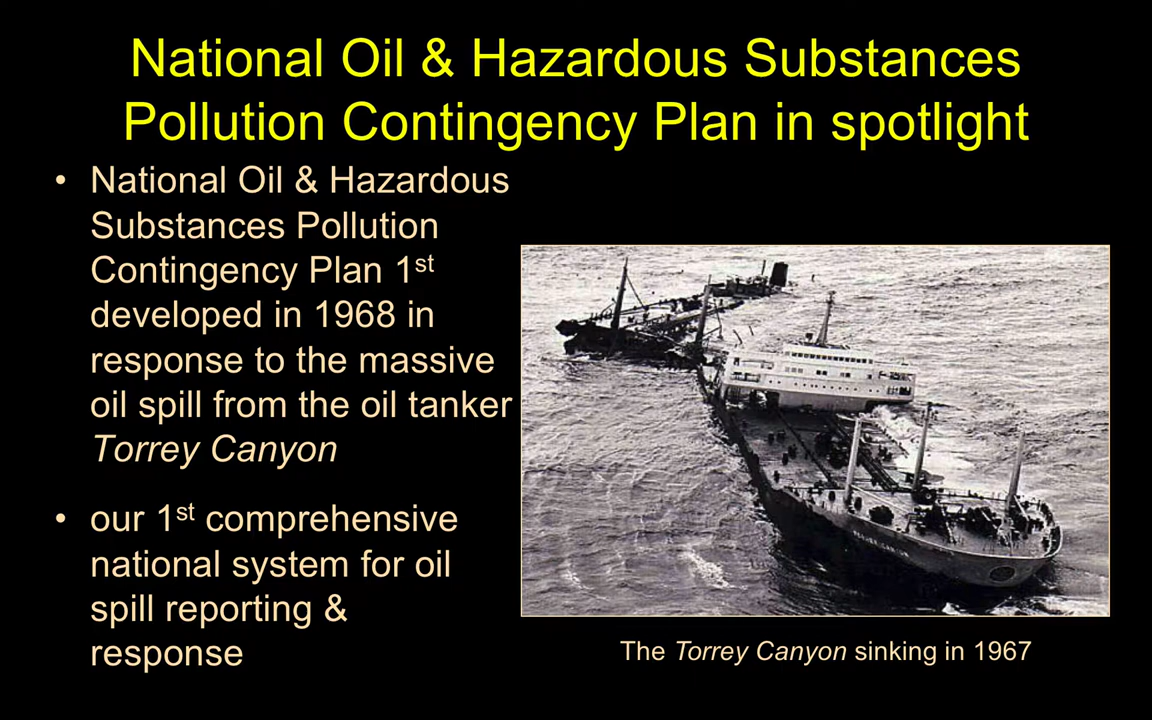 National Oil & Hazardous Substances
Pollution Contingency Plan in spotlight
• National Oil & Hazardous
Substances Pollution
Contingency Plan 1st
developed in 1968 in
response to the massive
oil spill from the oil tanker
Torrey Canyon
• our 1st comprehensive
national system for oil
spill reporting &
response
The Torrey Canyon sinking in 1967